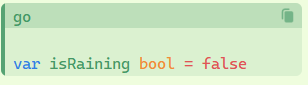 go
var isRaining bool = false